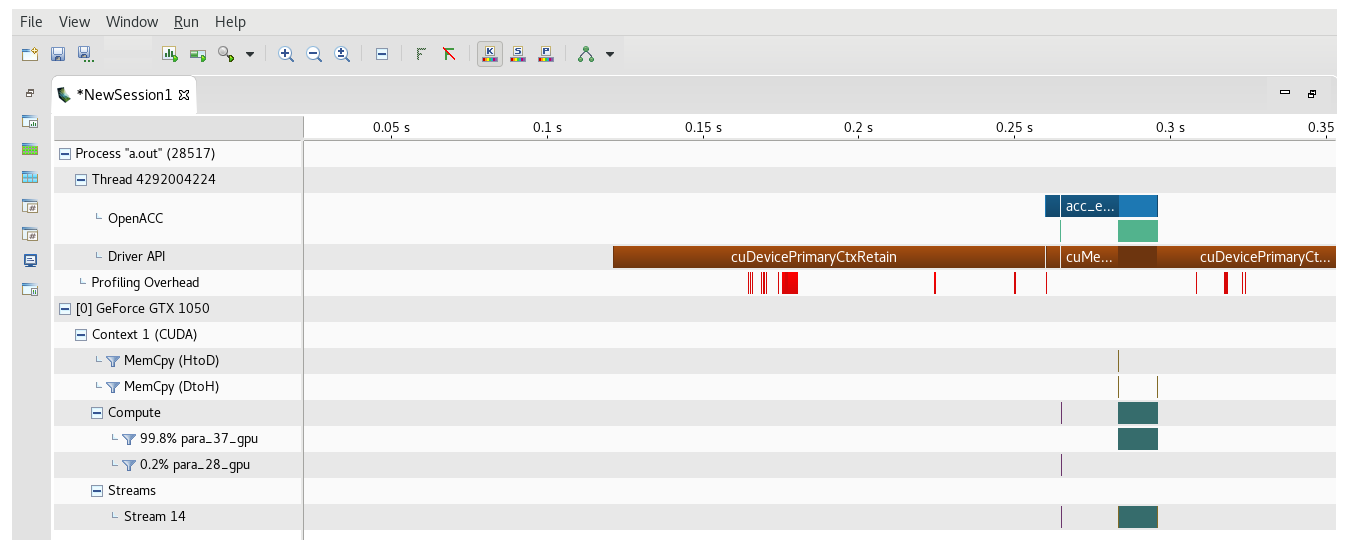 File View Window Run Help
*NewSession1
0.05 s 0.1 s 0.15 s 0.2 s 0.25 s 0.3 s 0.35
Process "a.out" (28517)
Thread 4292004224
OpenACC acc_e...
Driver API cuDevicePrimaryCtxRetain cuMe... cuDevicePrimaryCt...
Profiling Overhead
[0] GeForce GTX 1050
Context 1 (CUDA)
MemCpy (HtoD)
MemCpy (DtoH)
Compute
99.8% para_37_gpu
0.2% para_28_gpu
Streams
Stream 14